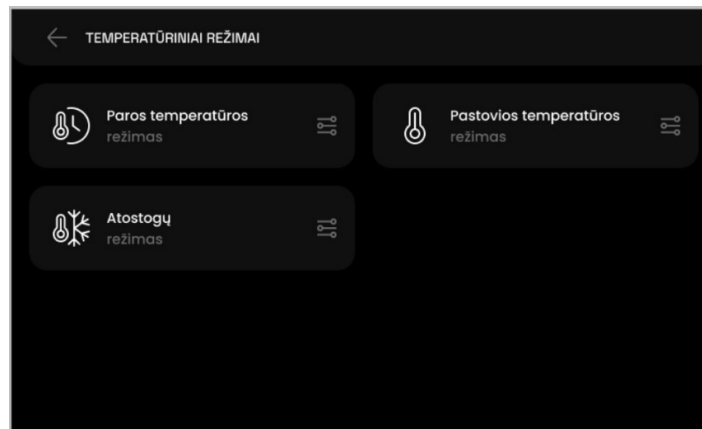 TEMPERATŪRINIAI REŽIMAI
Paros temperatūros
režimas
Pastovios temperatūros
režimas
Atostogų
režimas